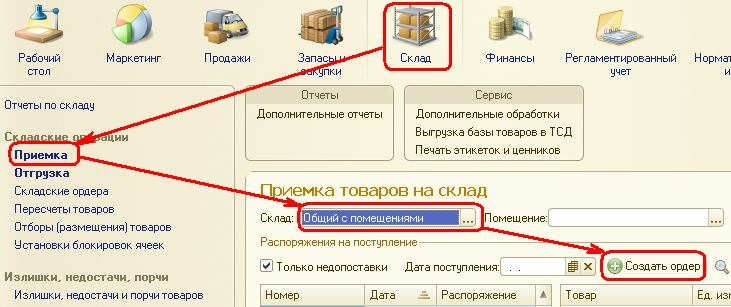 Рабочий
стол
Маркетинг
Продажи
Запасы и
закупки
Склад
Финансы
Регламентированный
учет
Нормат
и
Отчеты по складу
Отчеты
Дополнительные отчеты
Сервис
Дополнительные обработки
Выгрузка базы товаров в ТСД
Печать этикеток и ценников
Складские операции
Приемка
Отгрузка
Складские ордера
Пересчеты товаров
Отборы (размещения) товаров
Установки блокировок ячеек
Излишки, недостачи, порчи
Излишки, недостачи и порчи товаров
Приемка товаров на склад
Склад: Общий с помещениями ... Помещение: ...
Распоряжения на поступление
Только недопоставки Дата поступления: . . Создать ордер
Номер Дата Распоряжение Товар Ед. изм